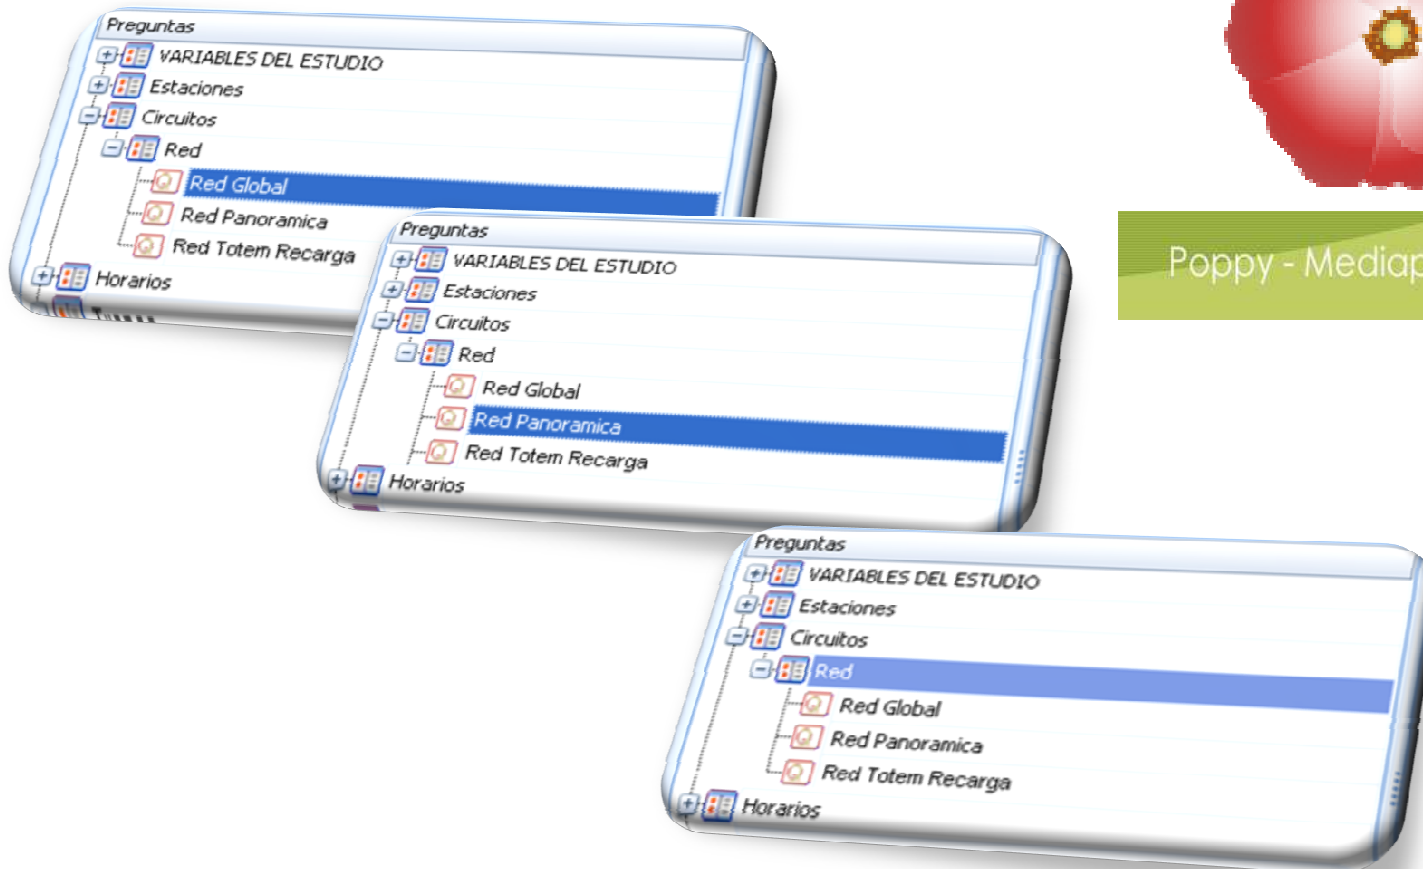 Preguntas
VARIABLES DEL ESTUDIO
Estaciones
Circuitos
Red
Red Global
Red Panoramica
Red Totem Recarga
Horarios
Preguntas
VARIABLES DEL ESTUDIO
Estaciones
Circuitos
Red
Red Global
Red Panoramica
Red Totem Recarga
Horarios
Poppy - Mediap
Preguntas
VARIABLES DEL ESTUDIO
Estaciones
Circuitos
Red
Red Global
Red Panoramica
Red Totem Recarga
Horarios